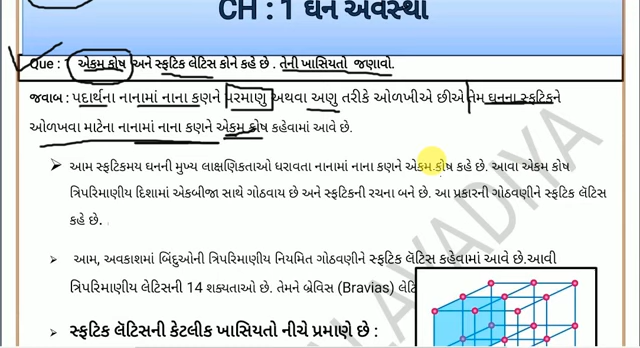 CH : 1 ઘન અવસ્થા
Que : એકમ કોષ અને સ્ફટિક લેટિસ કોને કહે છે . તેની ખાસિયતો જણાવો.
જવાબ : પદાર્થના નાનામાં નાના કણને પરમાણુ અથવા અણુ તરીકે ઓળખીએ છીએ તેમ ઘનના સ્ફટિકને
ઓળખવા માટેના નાનામાં નાના કણને એકમ કોષ કહેવામાં આવે છે.
આમ સ્ફટિકમય ઘનની મુખ્ય લાક્ષણિકતાઓ ધરાવતા નાનામાં નાના કણને એકમ કોષ કહે છે. આવા એકમ કોષ
ત્રિપરિમાણીય દિશામાં એકબીજા સાથે ગોઠવાય છે અને સ્ફટિકની રચના બને છે. આ પ્રકારની ગોઠવણીને સ્ફટિક લૅટિસ
કહે છે.
આમ, અવકાશમાં બિંદુઓની ત્રિપરિમાણીય નિયમિત ગોઠવણીને સ્ફટિક લૅટિસ કહેવામાં આવે છે.આવી
ત્રિપરિમાણીય લેટિસની 14 શક્યતાઓ છે. તેમને બ્રેવિસ (Bravias) લેટિ
સ્ફટિક લૅટિસની કેટલીક ખાસિયતો નીચે પ્રમાણે છે :